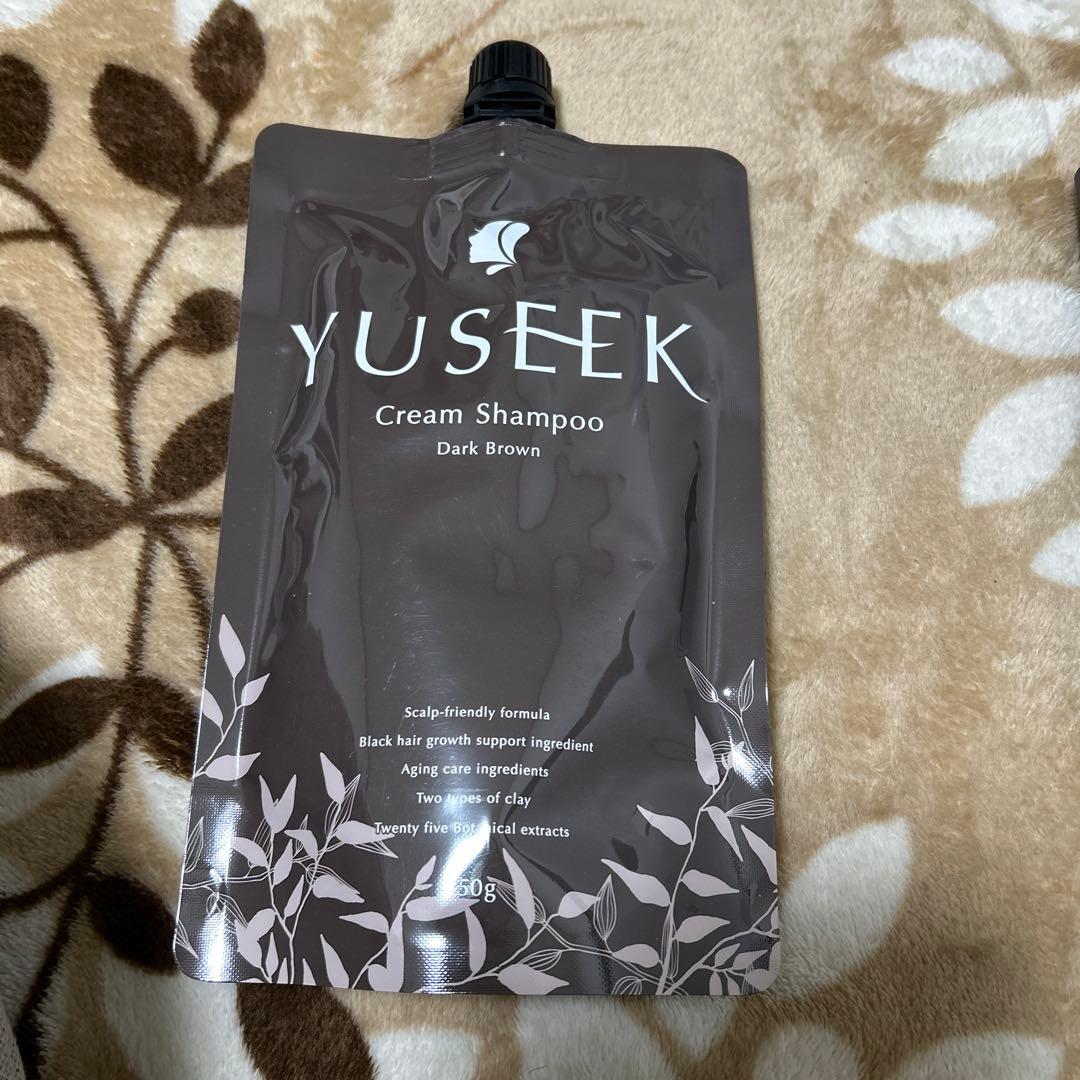 YUSEEK
Cream Shampoo
Dark Brown
Scalp-friendly formula
Black hair growth support ingredient
Aging care ingredients
Two types of clay
Twenty five Botanical extracts